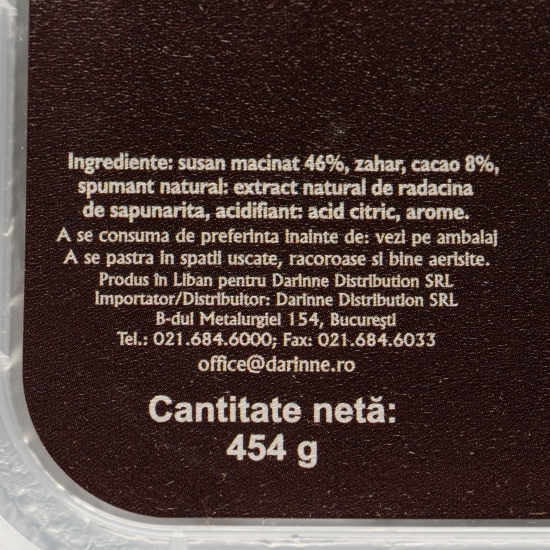 Ingrediente: susan macinat 46%, zahar, cacao 8%,
spumant natural: extract natural de radacina
de sapunarita, acidifiant: acid citric, arome.
A se consuma de preferinta inainte de: vezi pe ambalaj
A se pastra in spatii uscate, racoroase si bine aerisite.
Produs în Liban pentru Darinne Distribution SRL
Importator/Distribuitor: Darinne Distribution SRL
B-dul Metalurgiei 154, București
Tel.: 021.684.6000; Fax: 021.684.6033
office@darinne.ro
Cantitate netă:
454 g